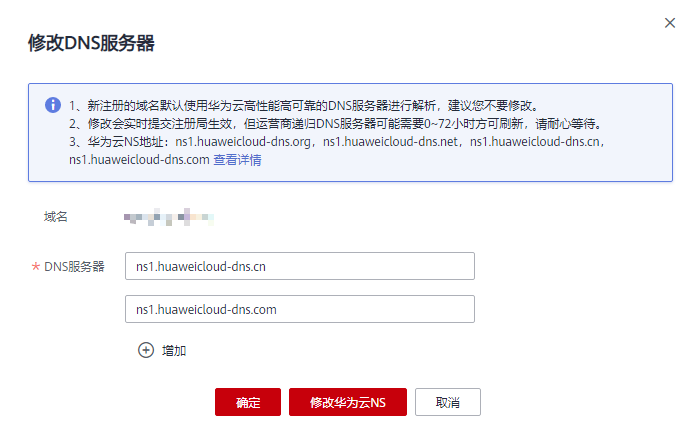 修改DNS服务器
1、新注册的域名默认使用华为云高性能高可靠的DNS服务器进行解析，建议您不要修改。
2、修改会实时提交注册局生效，但运营商递归DNS服务器可能需要0~72小时方可刷新，请耐心等待。
3、华为云NS地址：ns1.huaweicloud-dns.org，ns1.huaweicloud-dns.net，ns1.huaweicloud-dns.cn，
ns1.huaweicloud-dns.com 查看详情
域名
* DNS服务器
ns1.huaweicloud-dns.cn
ns1.huaweicloud-dns.com
增加
确定 修改华为云NS 取消